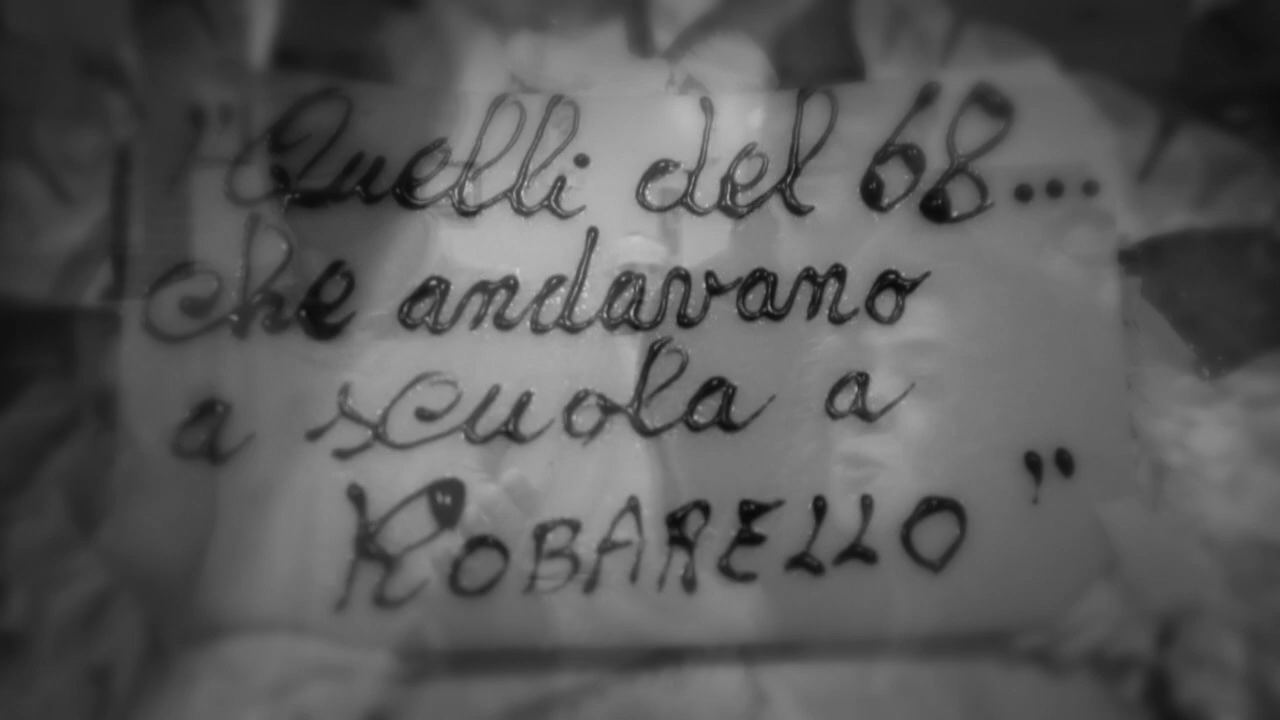 "Quelli del 68....
che andavano
a scuola a
ROBARELLO"